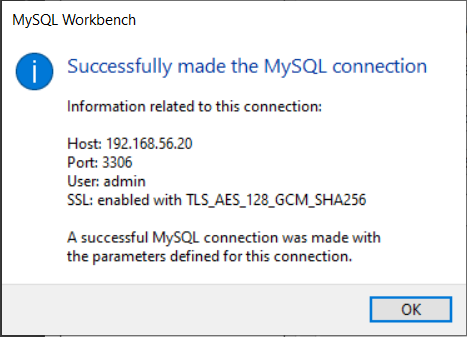 MySQL Workbench
Successfully made the MySQL connection
Information related to this connection:
Host: 192.168.56.20
Port: 3306
User: admin
SSL: enabled with TLS_AES_128_GCM_SHA256
A successful MySQL connection was made with
the parameters defined for this connection.
OK